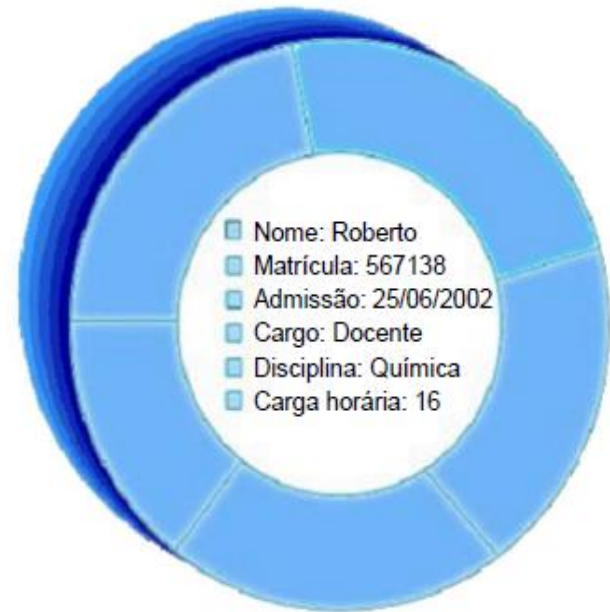 Nome: Roberto
Matrícula: 567138
Admissão: 25/06/2002
Cargo: Docente
Disciplina: Química
Carga horária: 16